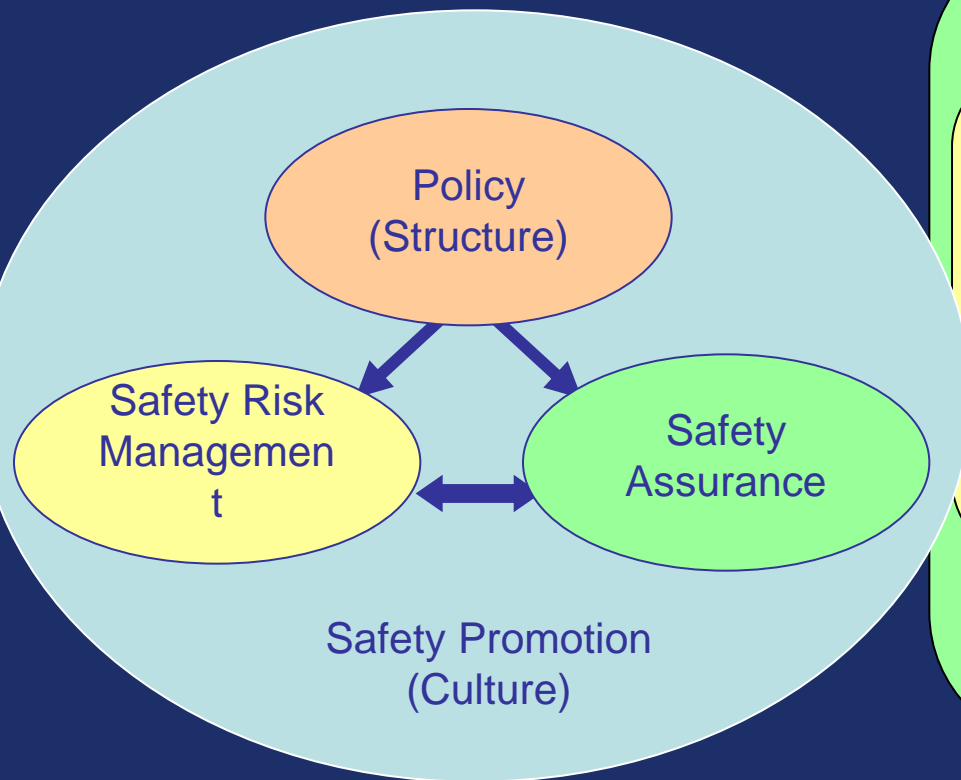 Policy
(Structure)
Safety Risk
Managemen
t
Safety
Assurance
Safety Promotion
(Culture)